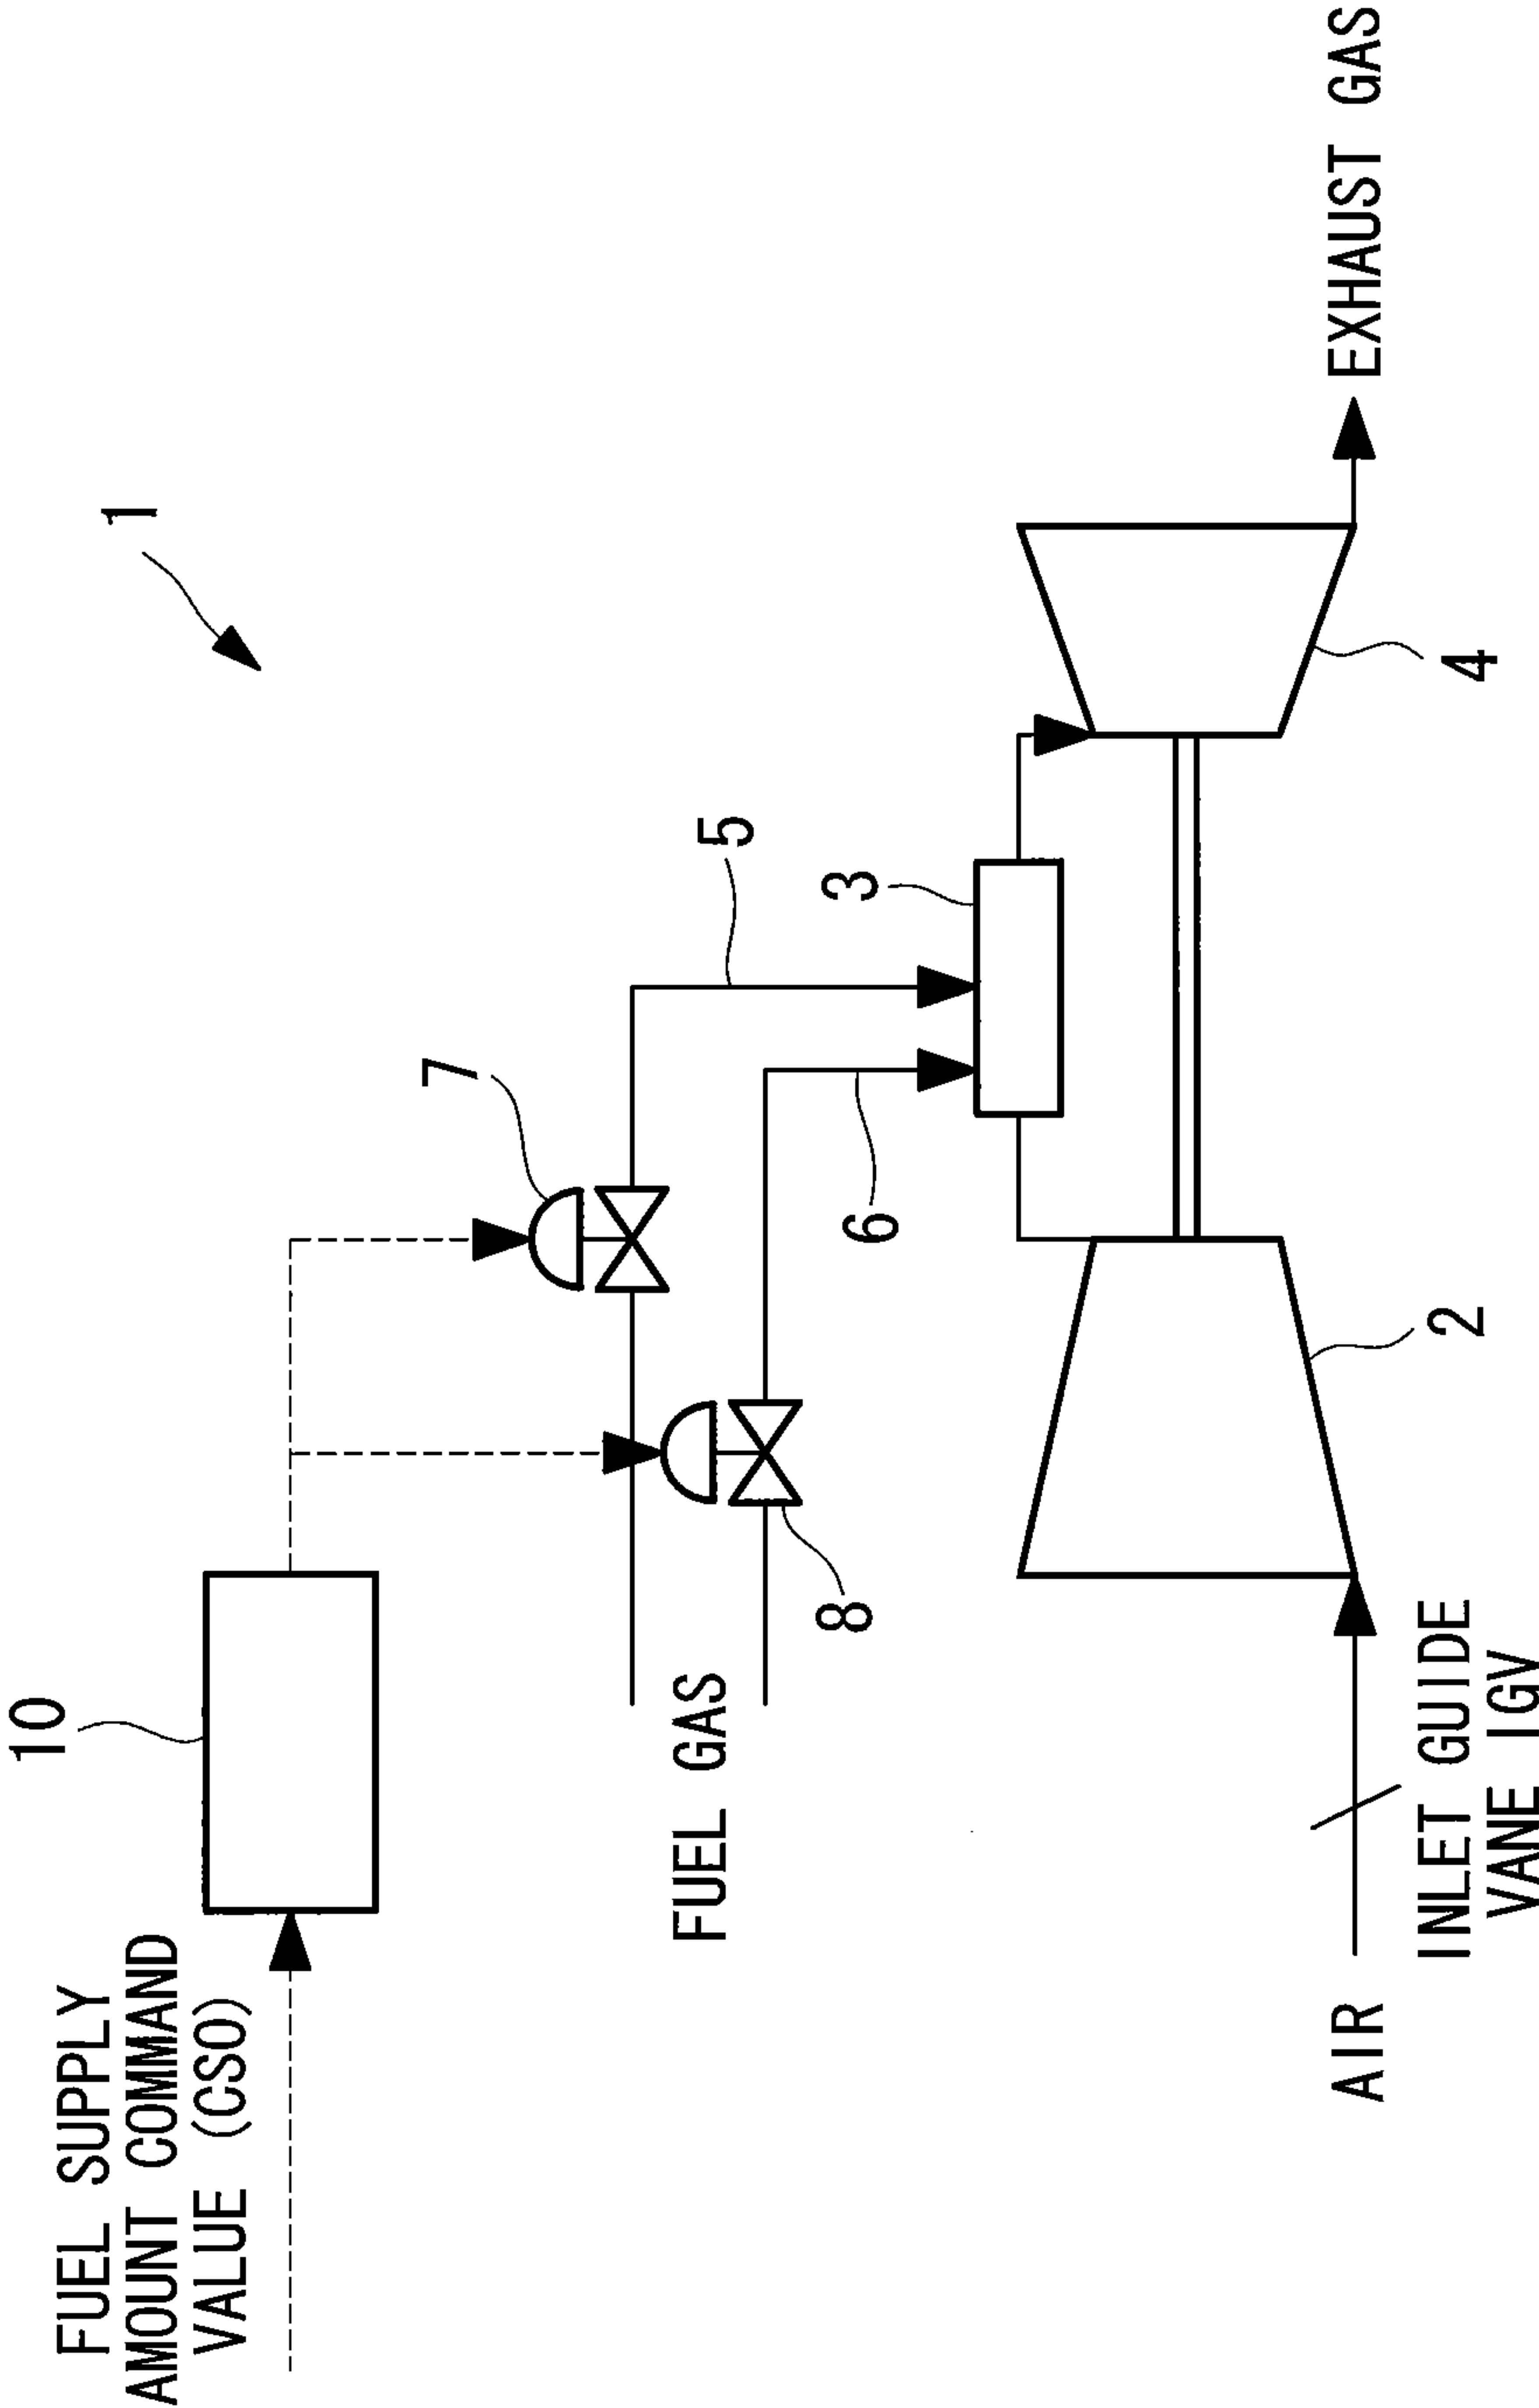 1
FUEL SUPPLY
AMOUNT COMMAND
VALUE (CSO)
10
7
5
FUEL GAS
8
6
3
AIR
INLET GUIDE
VANE IGV
2
4
EXHAUST GAS